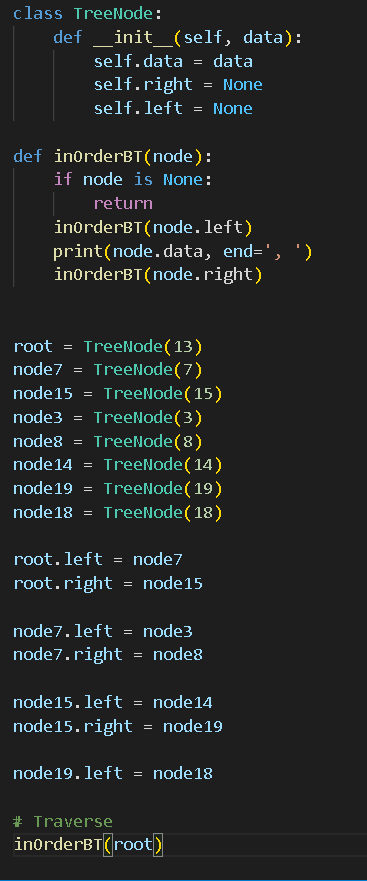 class TreeNode:
    def __init__(self, data):
        self.data = data
        self.right = None
        self.left = None

def inOrderBT(node):
    if node is None:
        return
    inOrderBT(node.left)
    print(node.data, end=', ')
    inOrderBT(node.right)


root = TreeNode(13)
node7 = TreeNode(7)
node15 = TreeNode(15)
node3 = TreeNode(3)
node8 = TreeNode(8)
node14 = TreeNode(14)
node19 = TreeNode(19)
node18 = TreeNode(18)

root.left = node7
root.right = node15

node7.left = node3
node7.right = node8

node15.left = node14
node15.right = node19

node19.left = node18

# Traverse
inOrderBT(root)